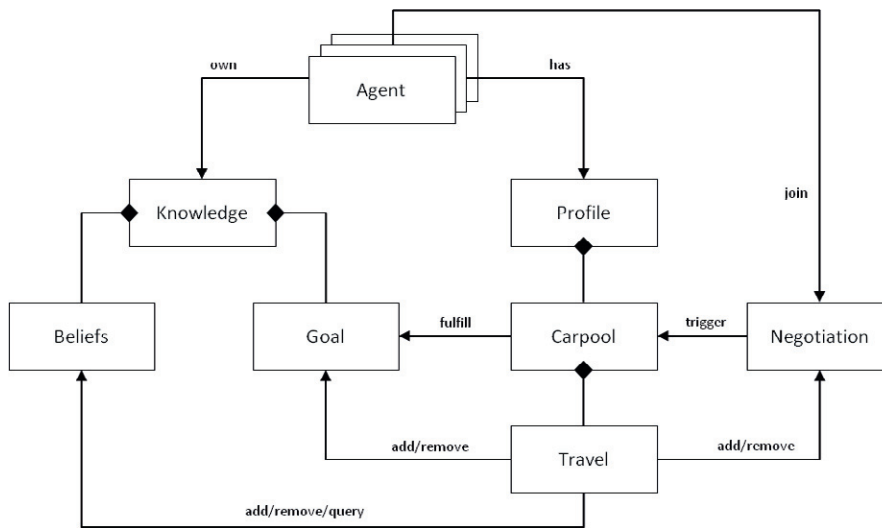 own
has
Agent
Knowledge
Profile
join
Beliefs
Goal
fulfill
Carpool
trigger
Negotiation
add/remove
Travel
add/remove
add/remove/query